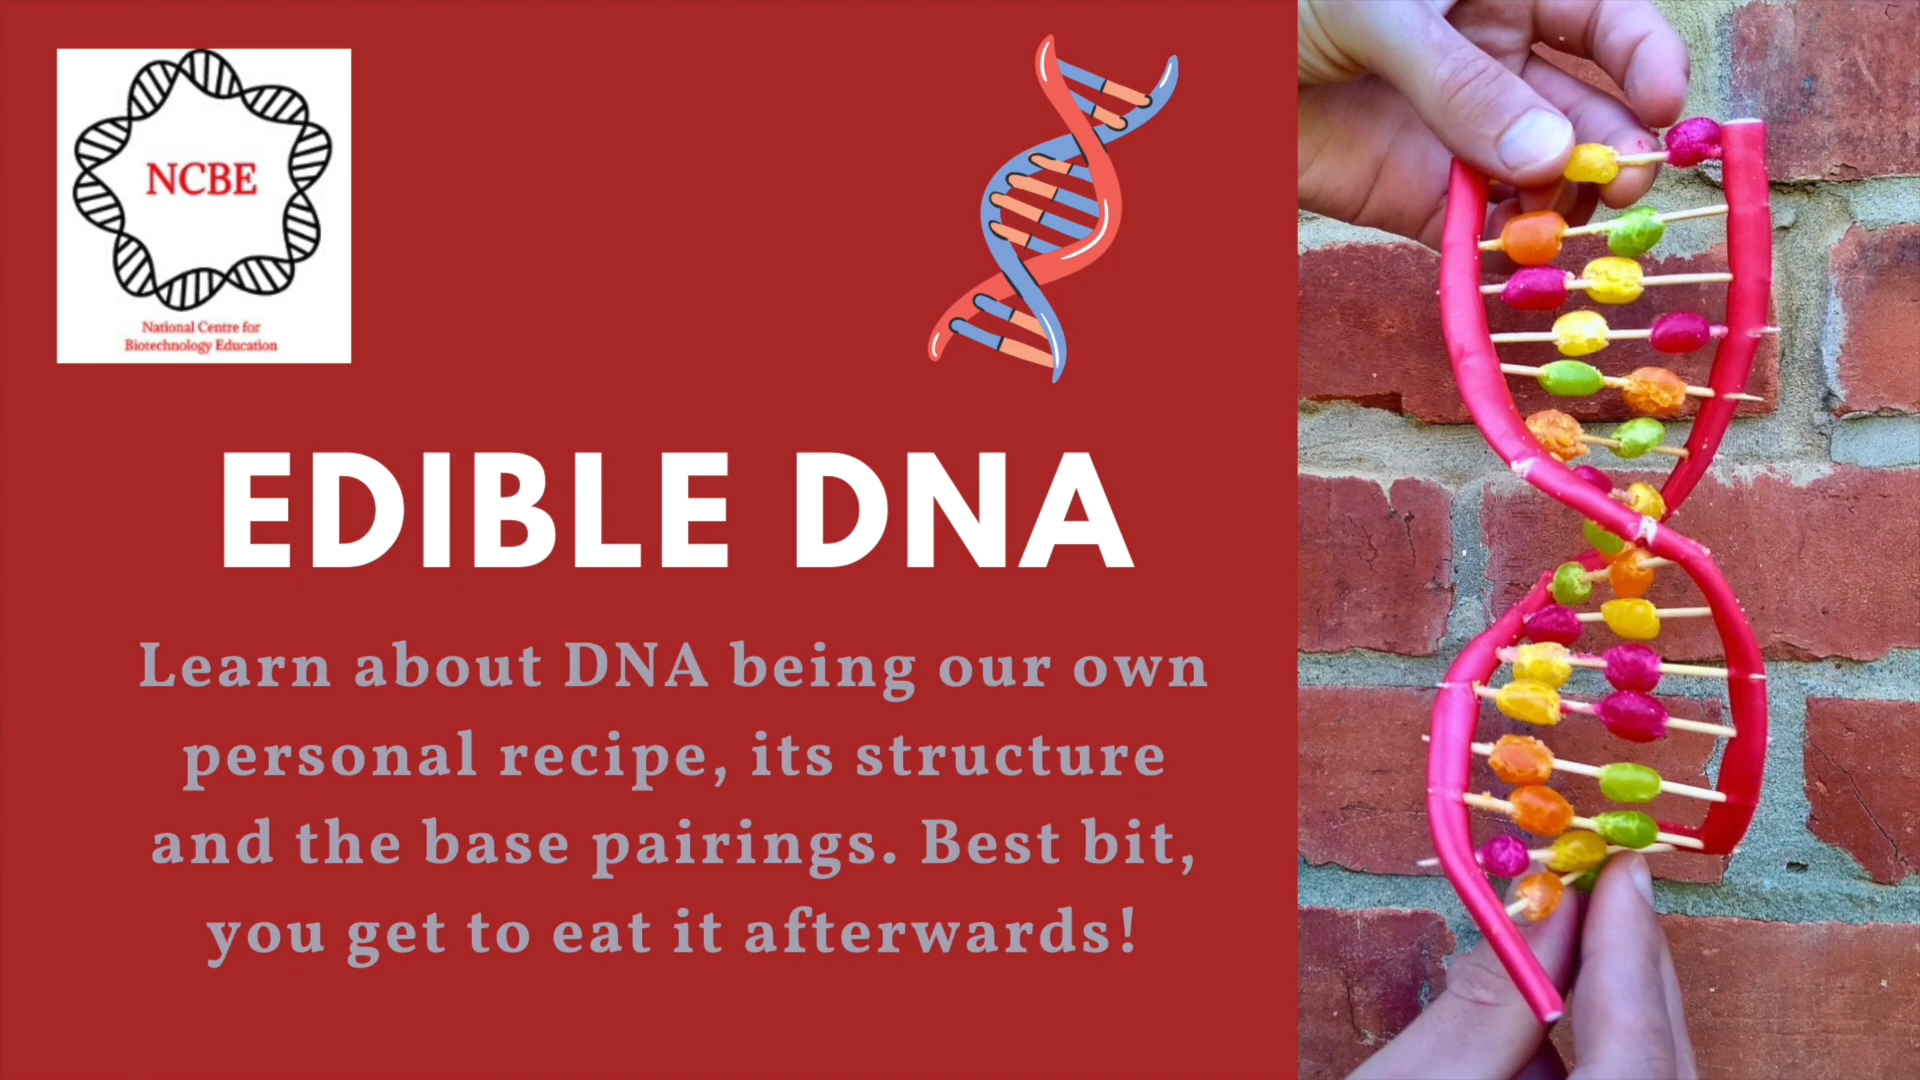 NCBE
National Centre for
Biotechnology Education
EDIBLE DNA
Learn about DNA being our own
personal recipe, its structure
and the base pairings. Best bit,
you get to eat it afterwards!